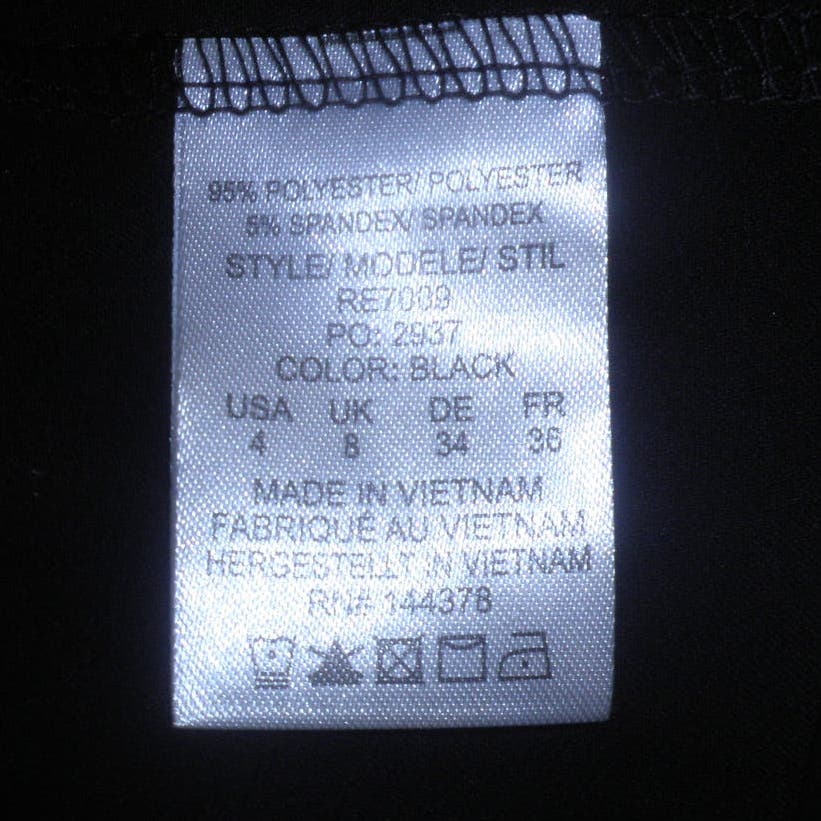 95% POLYESTER/ POLYESTER
5% SPANDEX/ SPANDEX
STYLE/ MODELE/ STIL
RE7009
PO: 2937
COLOR: BLACK
USA UK DE FR
4 8 34 36
MADE IN VIETNAM
FABRIQUÉ AU VIETNAM
HERGESTELLT IN VIETNAM
RN# 144378